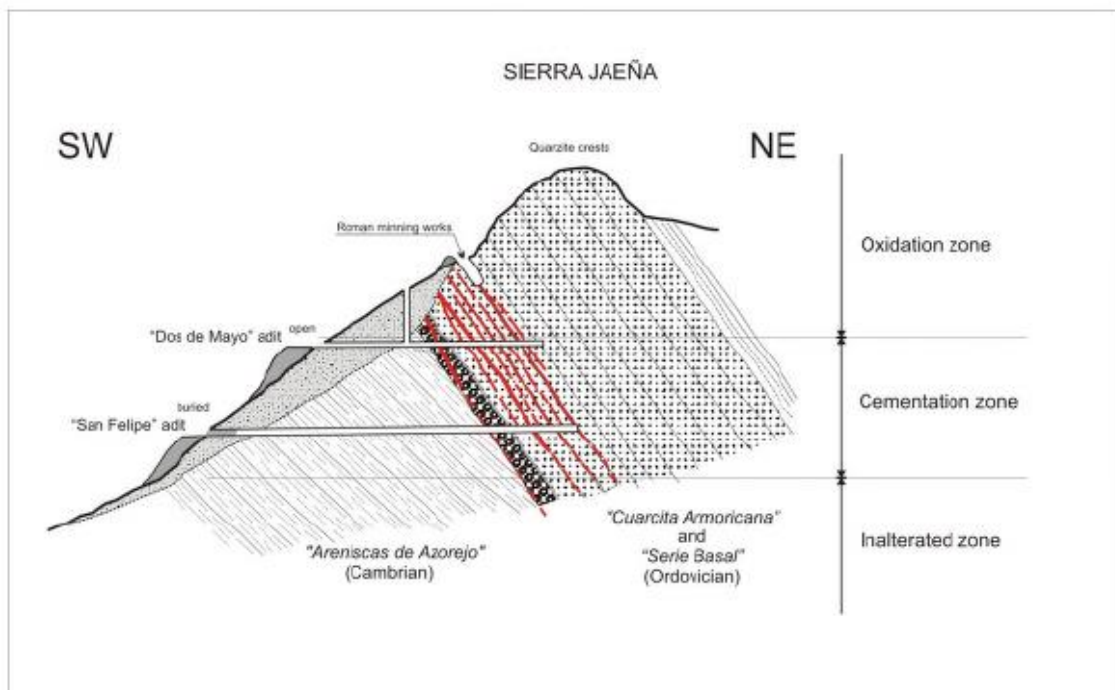 SIERRA JAEÑA
SW
NE
Quarzite crests
Roman minning works
Oxidation zone
"Dos de Mayo" adit open
Cementation zone
"San Felipe" adit buried
"Cuarcita Armoricana"
and
"Serie Basal"
(Ordovician)
"Areniscas de Azorejo"
(Cambrian)
Inalterated zone